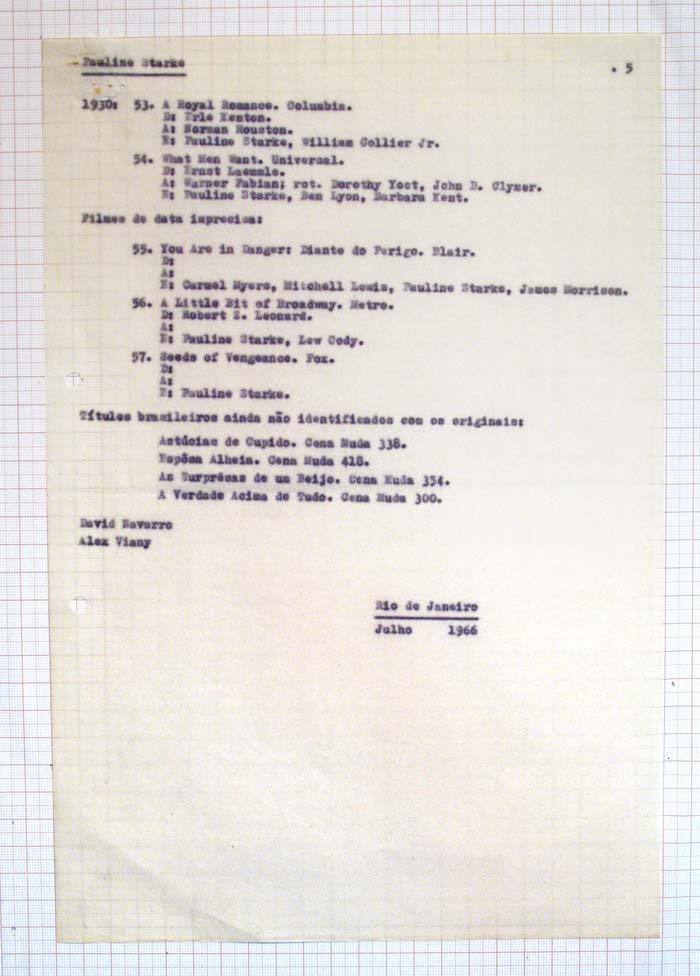 Pauline Starke
. 5
1930: 53. A Royal Romance. Columbia.
D: Erle Kenton.
A: Norman Houston.
E: Pauline Starke, William Collier Jr.
54. What Men Want. Universal.
D: Ernst Laemmle.
A: Warner Fabian; rot. Dorothy Yost, John B. Clymer.
E: Pauline Starke, Ben Lyon, Barbara Kent.
Filmes de data imprecisa:
55. You Are in Danger: Diante do Perigo. Blair.
D:
A:
E: Carmel Myers, Mitchell Lewis, Pauline Starke, James Morrison.
56. A Little Bit of Broadway. Metro.
D: Robert Z. Leonard.
A:
E: Pauline Starke, Lew Cody.
57. Seeds of Vengeance. Fox.
D:
A:
E: Pauline Starke.
Títulos brasileiros ainda não identificados com os originais:
Astúcias de Cupido. Cena Muda 338.
Espôsa Alheia. Cena Muda 418.
As Surprêsas de um Beijo. Cena Muda 354.
A Verdade Acima de Tudo. Cena Muda 300.
David Navarro
Alex Viany
Rio de Janeiro
Julho 1966